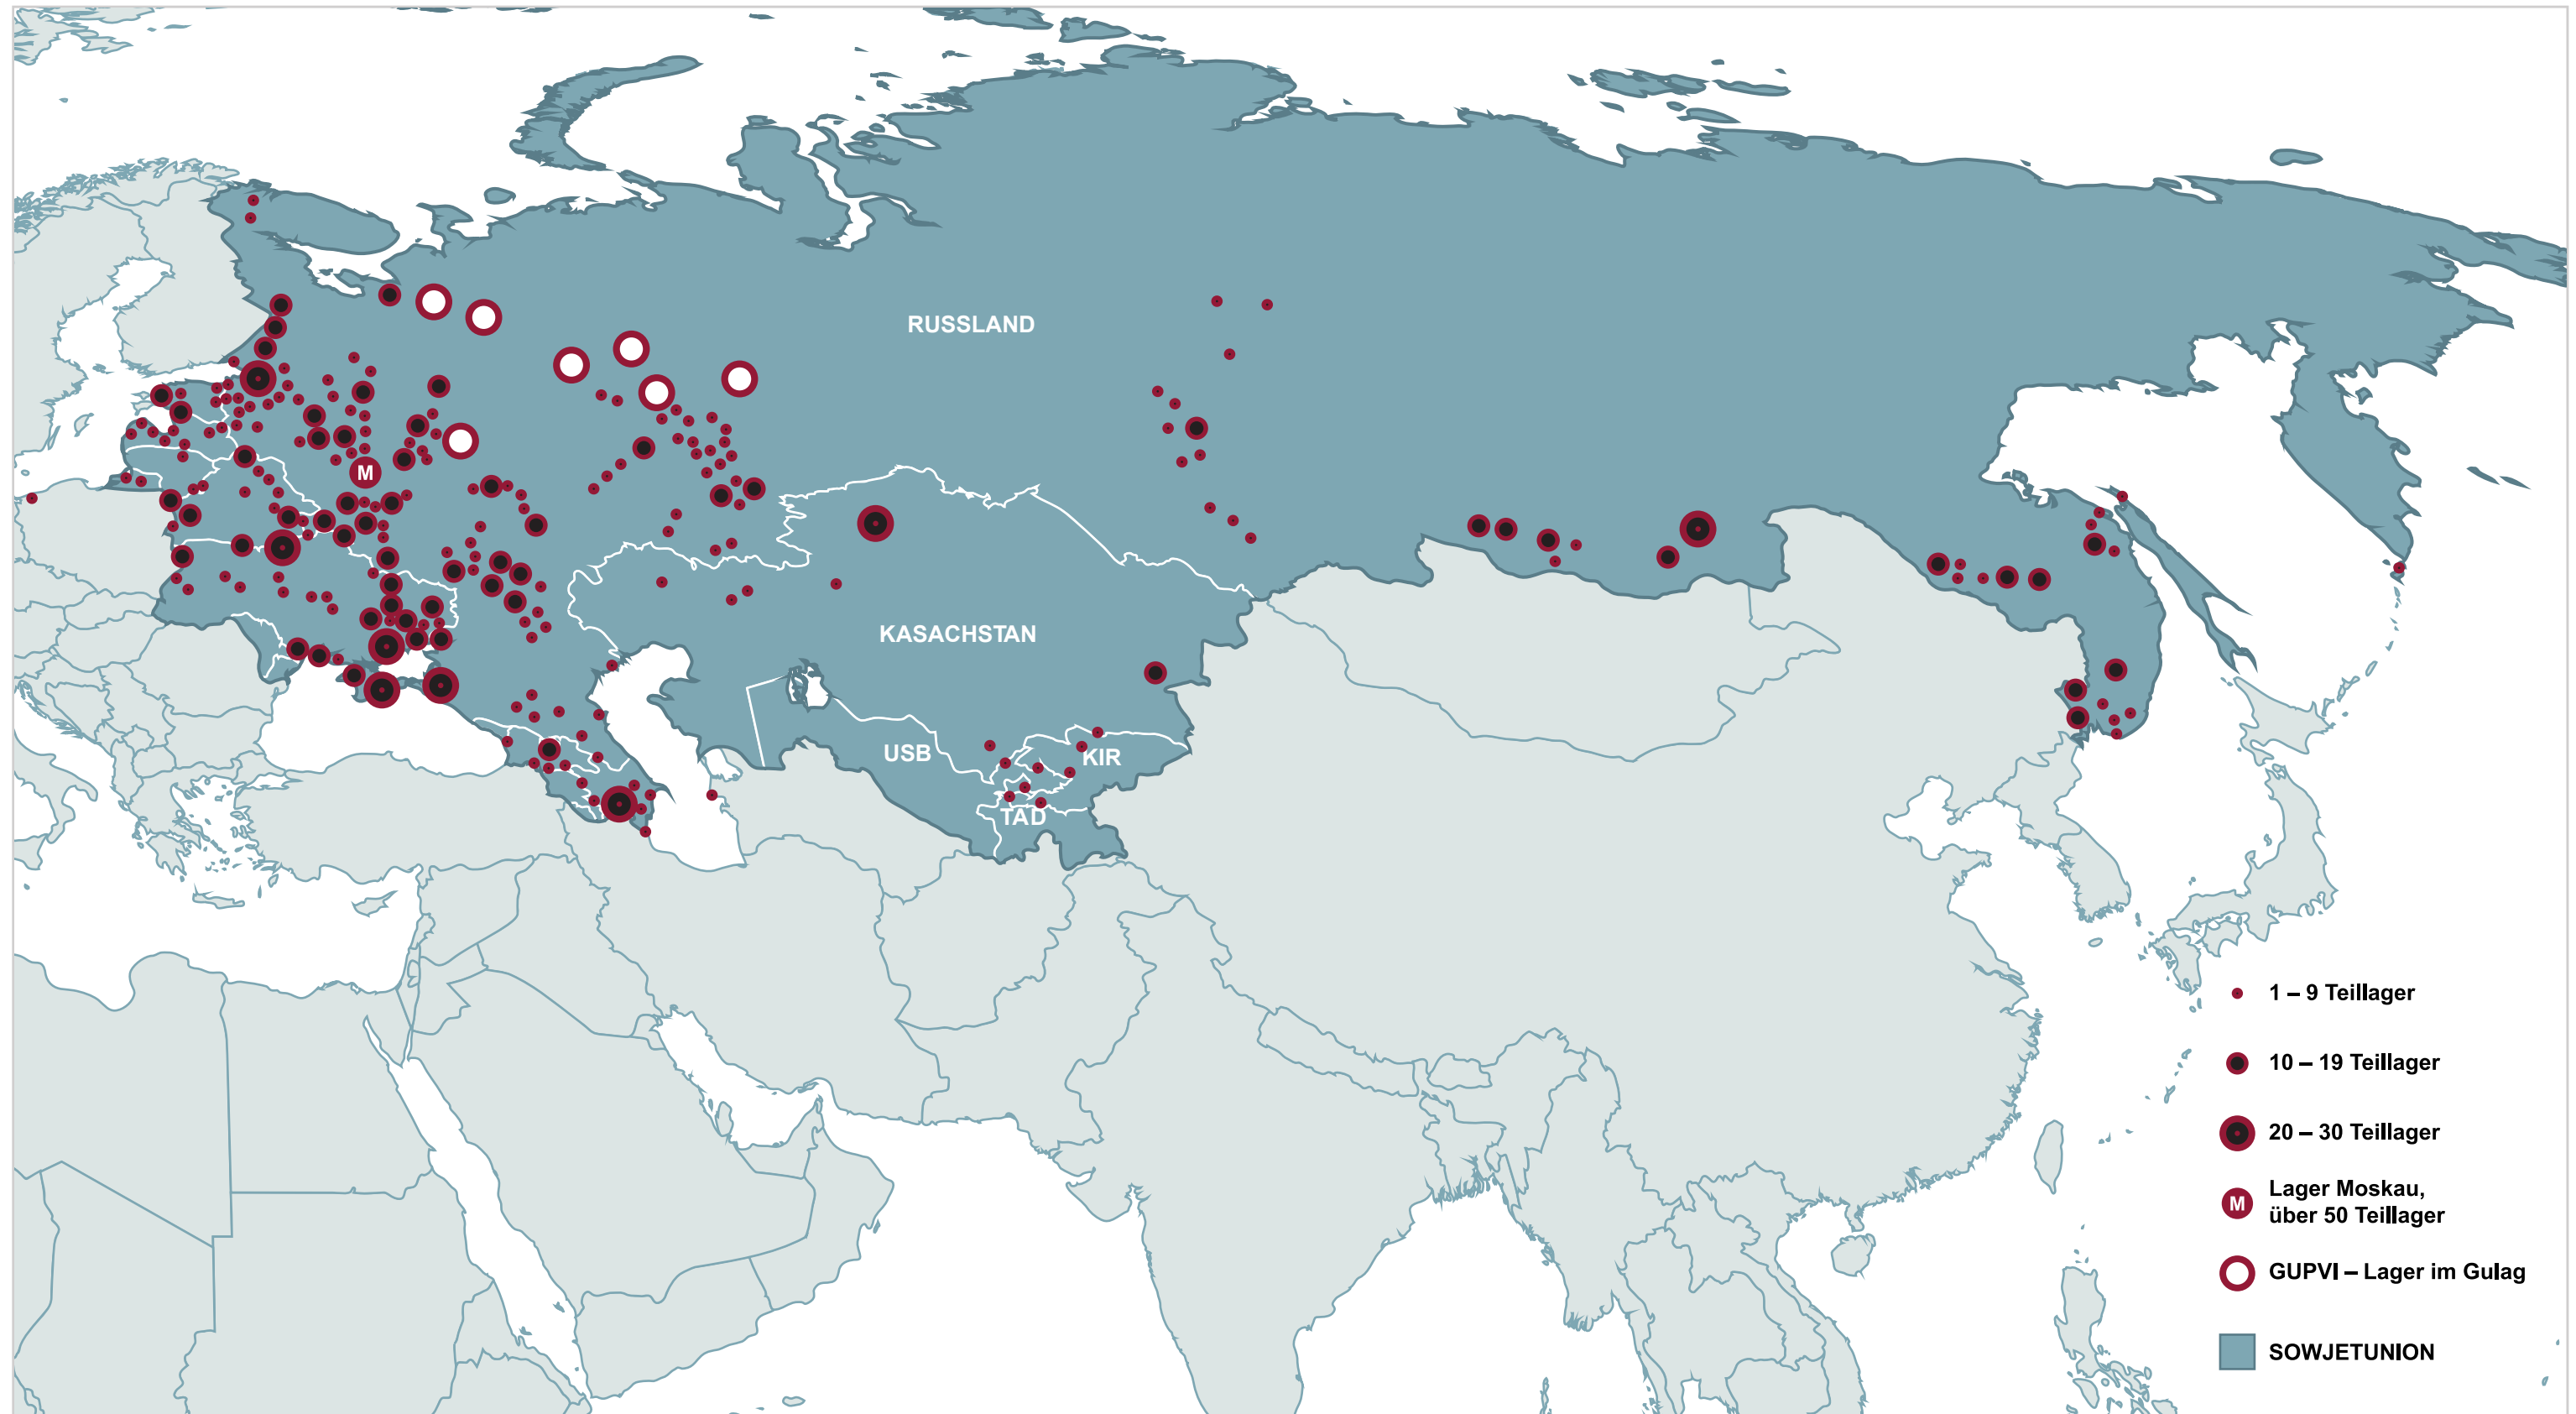 RUSSLAND
M
KASACHSTAN
USB
KIR
TAD
1 – 9 Teillager
10 – 19 Teillager
20 – 30 Teillager
M
Lager Moskau,
über 50 Teillager
GUPVI – Lager im Gulag
SOWJETUNION